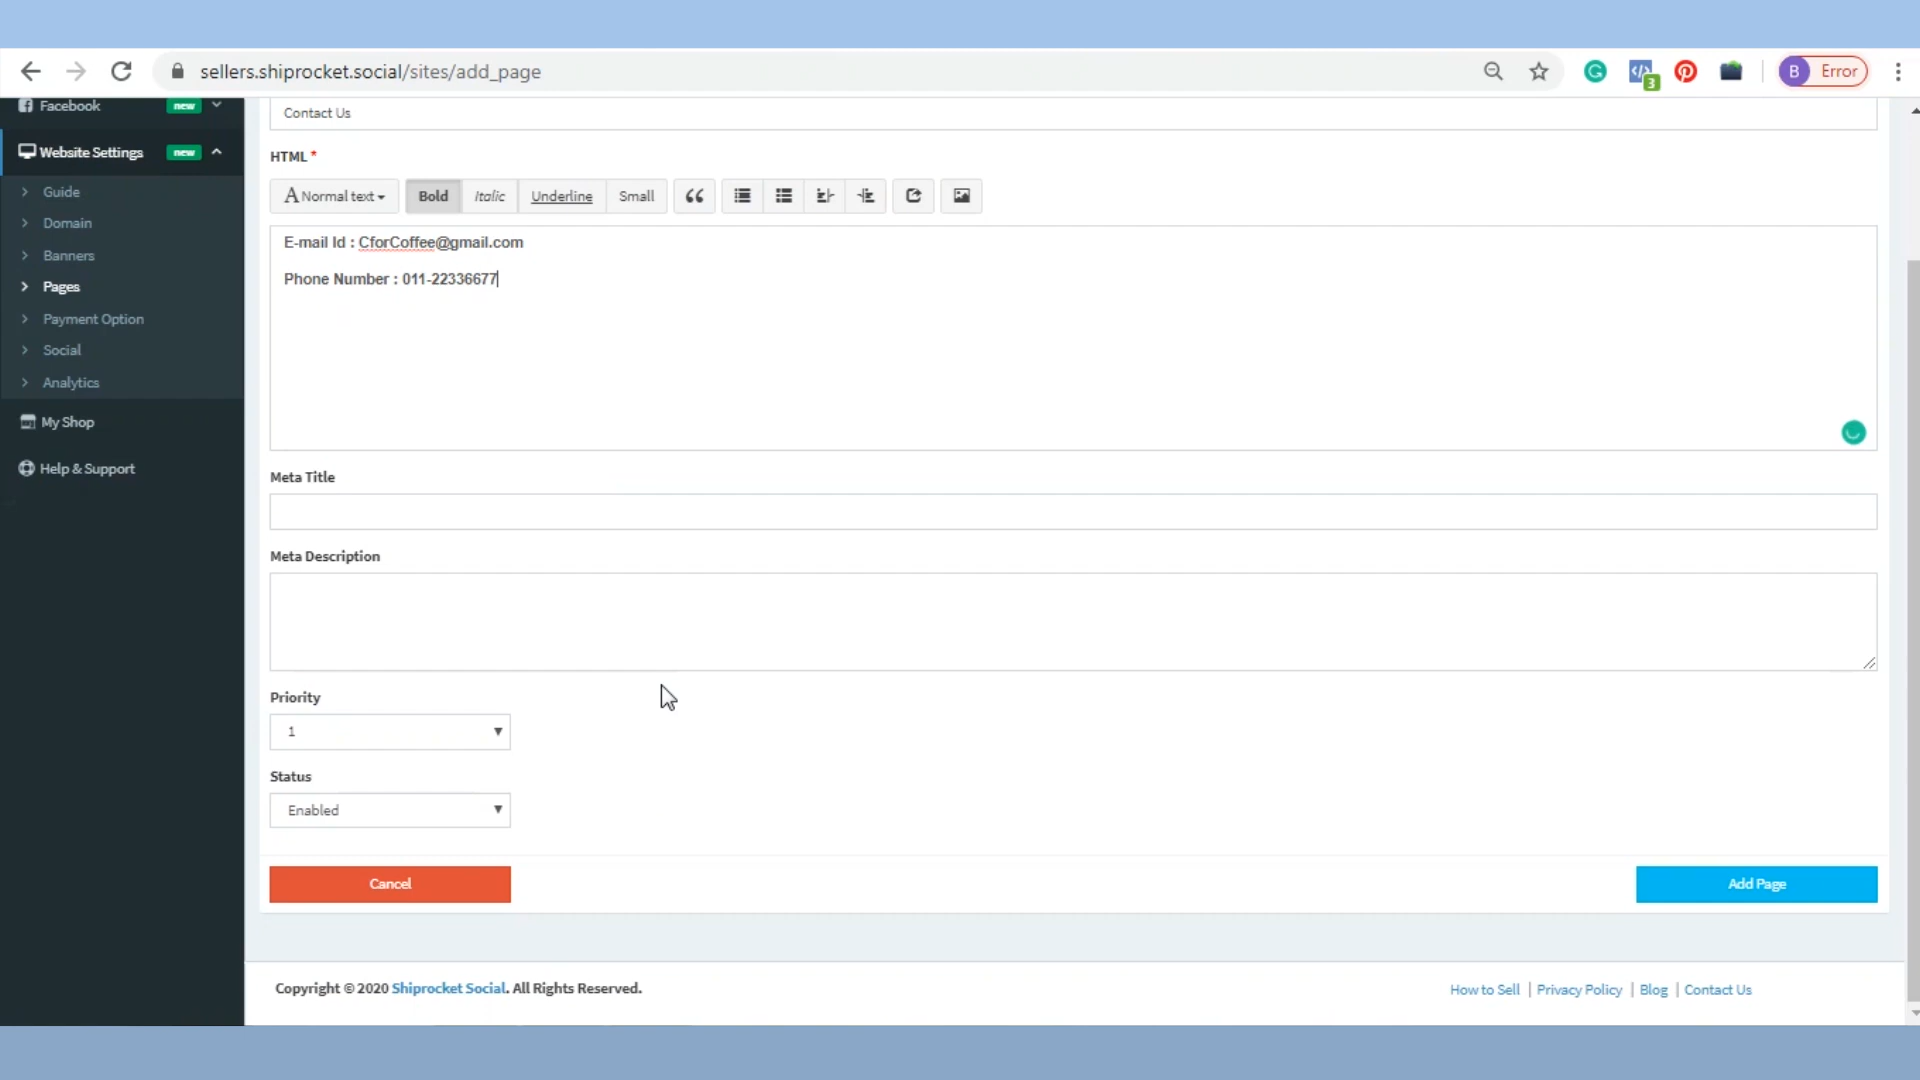 sellers.shiprocket.social/sites/add_page
3
B Error
Facebook new
Website Settings new
Guide
Domain
Banners
Pages
Payment Option
Social
Analytics
My Shop
Help & Support
Contact Us
HTML *
A Normal text Bold Italic Underline Small
E-mail Id : CforCoffee@gmail.com
Phone Number : 011-22336677
Meta Title
Meta Description
Priority
1
Status
Enabled
Cancel Add Page
Copyright © 2020 Shiprocket Social. All Rights Reserved.
How to Sell | Privacy Policy | Blog | Contact Us